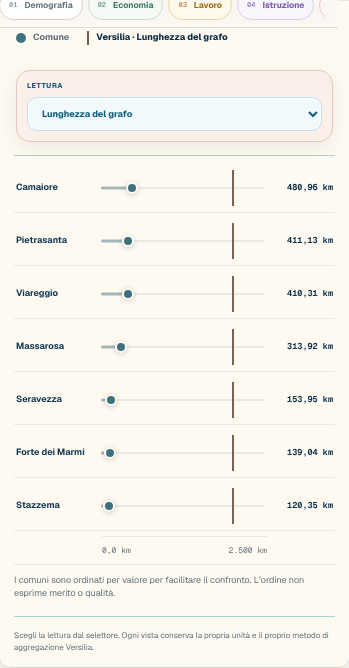 01 Demografia 02 Economia 03 Lavoro 04 Istruzione
Comune Versilia · Lunghezza del grafo
LETTURA
Lunghezza del grafo
Camaiore 480,96 km
Pietrasanta 411,13 km
Viareggio 410,31 km
Massarosa 313,92 km
Seravezza 153,95 km
Forte dei Marmi 139,04 km
Stazzema 120,35 km
0,0 km 2.500 km
I comuni sono ordinati per valore per facilitare il confronto. L'ordine non
esprime merito o qualità.
Scegli la lettura dal selettore. Ogni vista conserva la propria unità e il proprio metodo di
aggregazione Versilia.